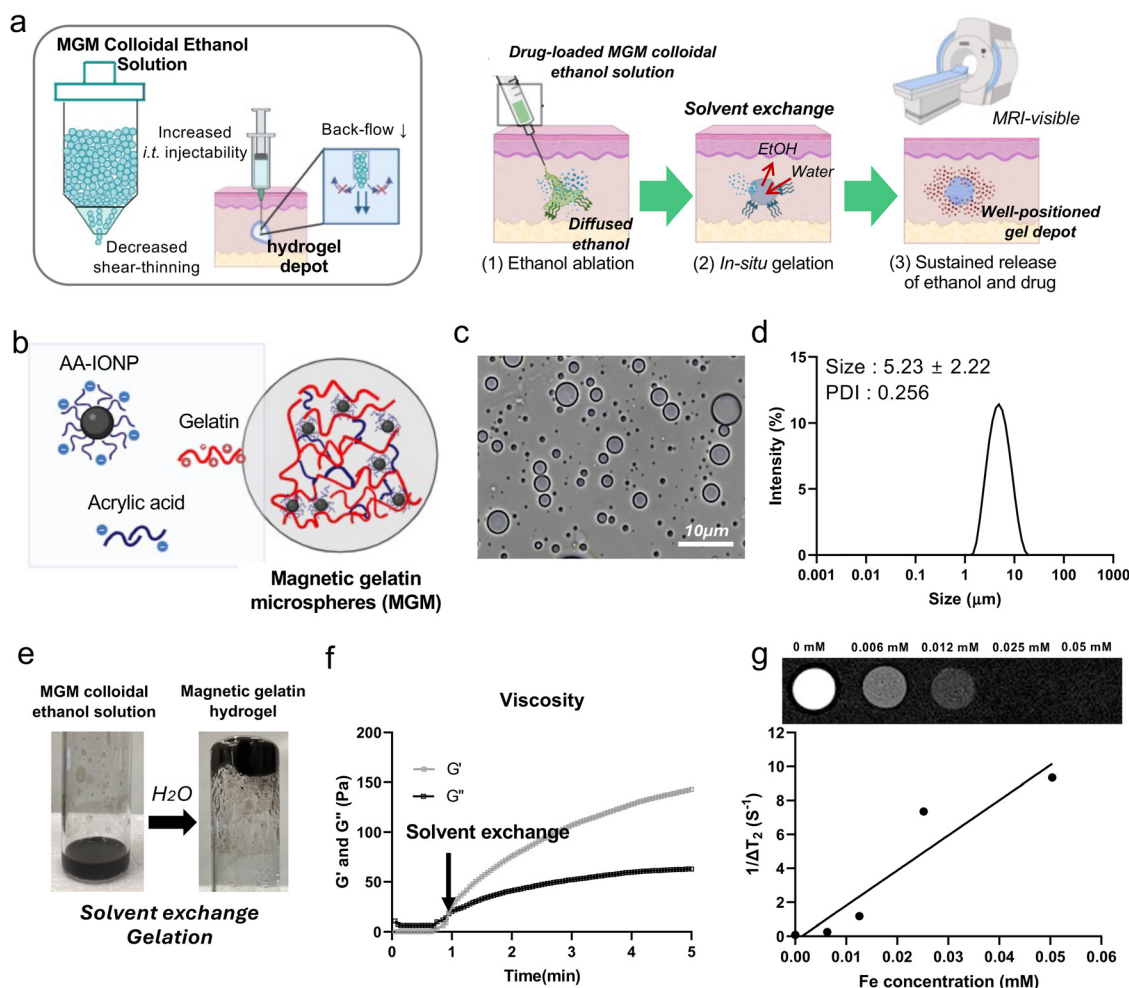 a
MGM Colloidal Ethanol
Solution
Increased
i.t. injectability
Back-flow ↓
Decreased
shear-thinning
hydrogel
depot
Drug-loaded MGM colloidal
ethanol solution
Diffused
ethanol
(1) Ethanol ablation
Solvent exchange
EtOH
Water
(2) In-situ gelation
MRI-visible
Well-positioned
gel depot
(3) Sustained release
of ethanol and drug
b
AA-IONP
Gelatin
Acrylic acid
Magnetic gelatin
microspheres (MGM)
c
10μm
d
Size : 5.23 ± 2.22
PDI : 0.256
Intensity (%)
15
10
5
0
0.001 0.01 0.1 1 10 100 1000
Size (μm)
e
MGM colloidal
ethanol solution
Magnetic gelatin
hydrogel
H2O
Solvent exchange
Gelation
f
Viscosity
G' and G'' (Pa)
200
150
100
50
0
G'
G''
Solvent exchange
0 1 2 3 4 5
Time(min)
g
0 mM 0.006 mM 0.012 mM 0.025 mM 0.05 mM
1/ΔT2 (S-1)
12
10
8
6
4
2
0
0.00 0.01 0.02 0.03 0.04 0.05 0.06
Fe concentration (mM)